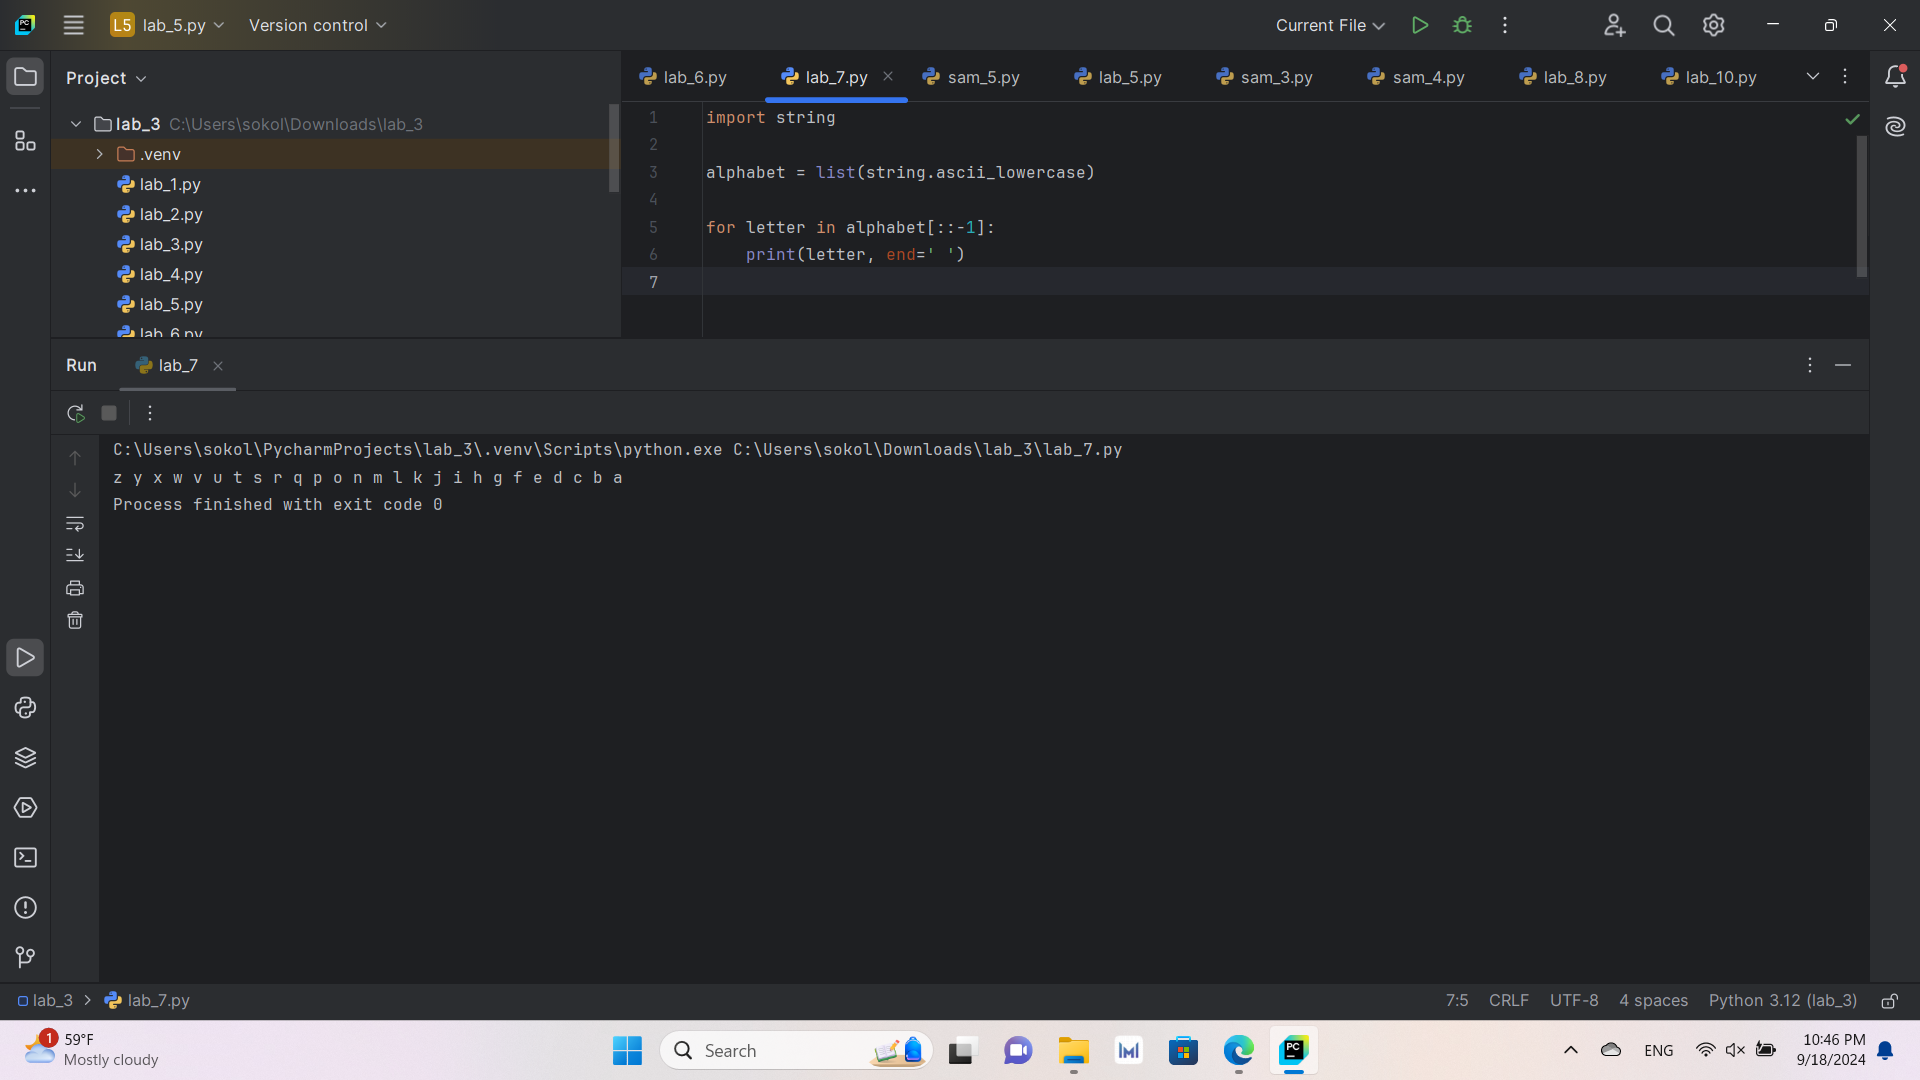 PC
L5 lab_5.py Version control Current File
Project
lab_6.py lab_7.py sam_5.py lab_5.py sam_3.py sam_4.py lab_8.py lab_10.py
lab_3 C:\Users\sokol\Downloads\lab_3
.venv
lab_1.py
lab_2.py
lab_3.py
lab_4.py
lab_5.py
lab_6.py
1 import string
2
3 alphabet = list(string.ascii_lowercase)
4
5 for letter in alphabet[::-1]:
6     print(letter, end=' ')
7
Run lab_7
C:\Users\sokol\PycharmProjects\lab_3\.venv\Scripts\python.exe C:\Users\sokol\Downloads\lab_3\lab_7.py
z y x w v u t s r q p o n m l k j i h g f e d c b a
Process finished with exit code 0
lab_3 > lab_7.py 7:5 CRLF UTF-8 4 spaces Python 3.12 (lab_3)
1 59°F
Mostly cloudy
Search
PC
ENG
10:46 PM
9/18/2024